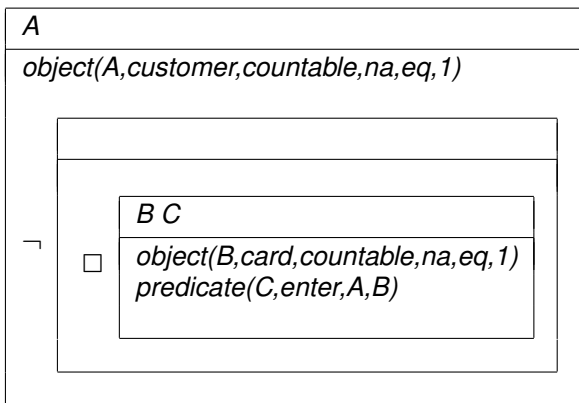 A
object(A,customer,countable,na,eq,1)
B C
¬ □ object(B,card,countable,na,eq,1)
predicate(C,enter,A,B)